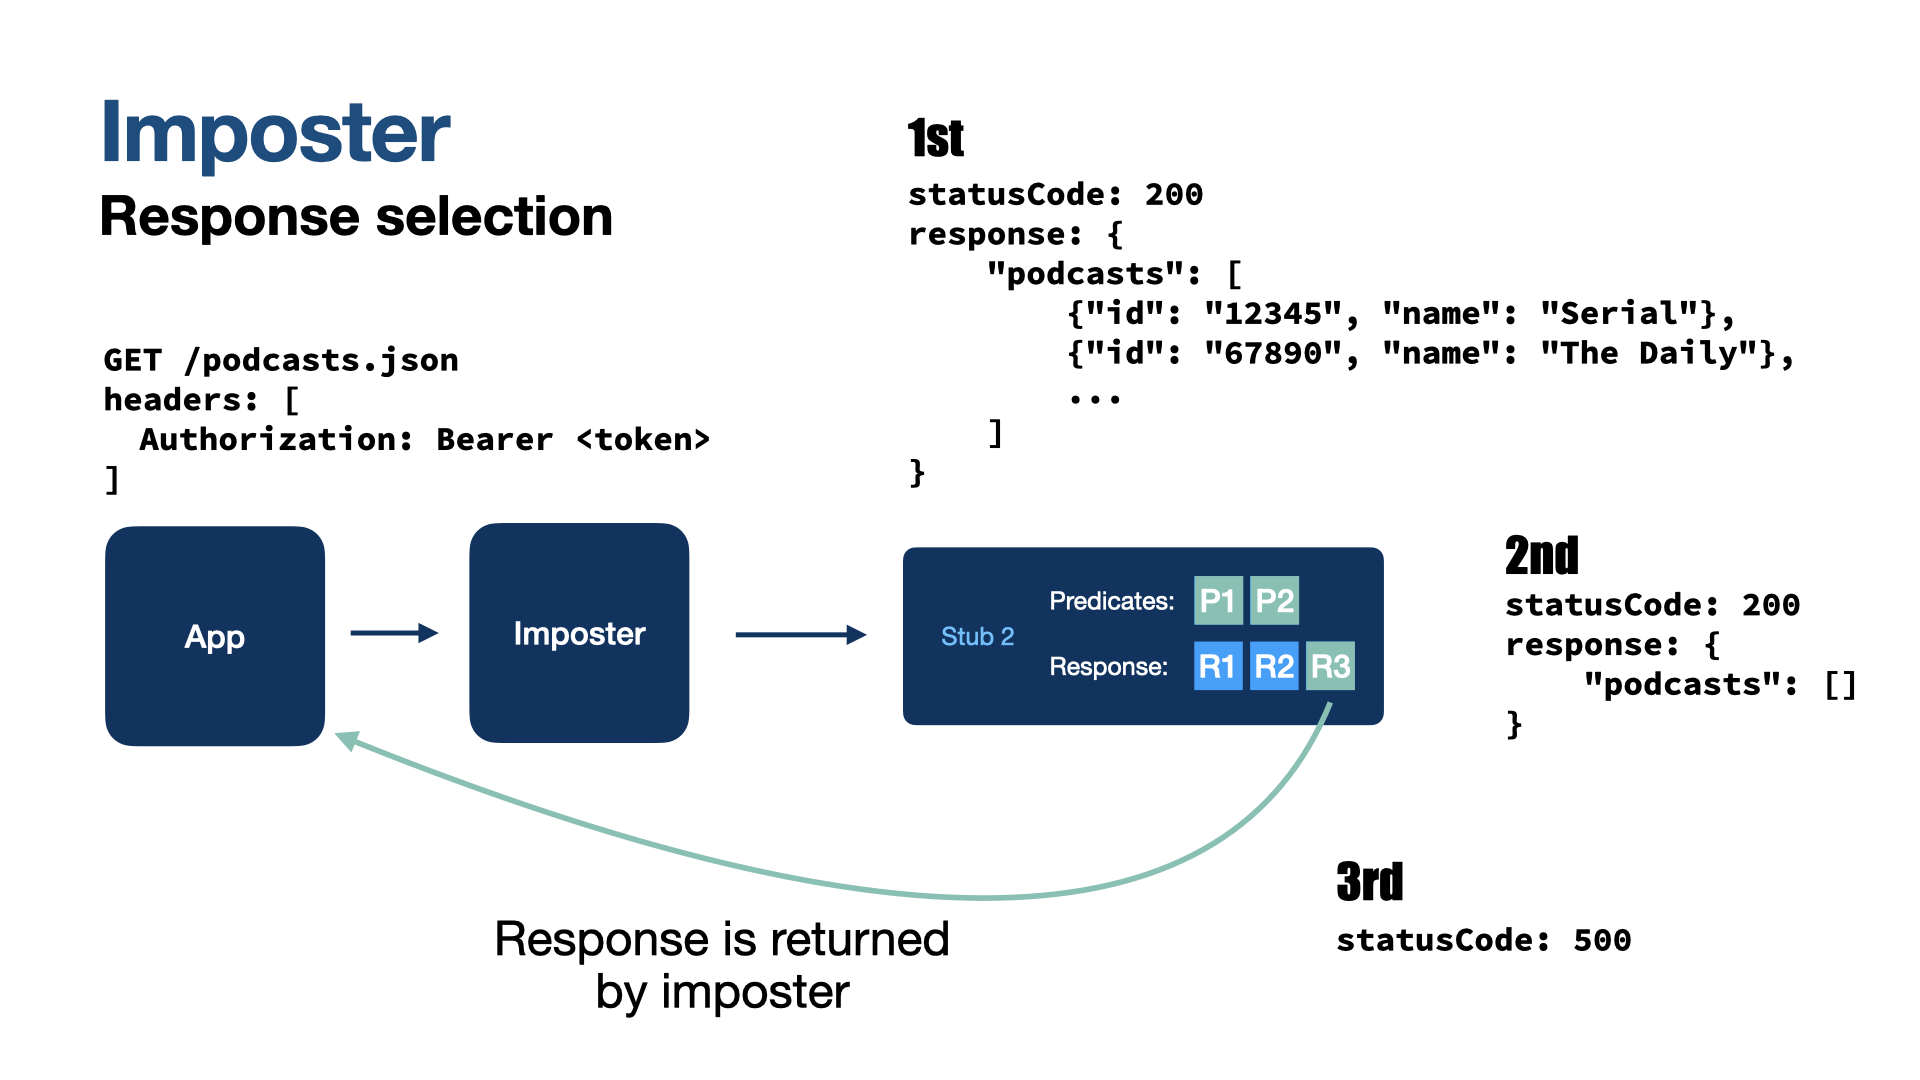 Imposter
Response selection
GET /podcasts.json
headers: [
  Authorization: Bearer <token>
]
1st
statusCode: 200
response: {
    "podcasts": [
        {"id": "12345", "name": "Serial"},
        {"id": "67890", "name": "The Daily"},
        ...
    ]
}
App
Imposter
Stub 2
Predicates: P1 P2
Response: R1 R2 R3
2nd
statusCode: 200
response: {
    "podcasts": []
}
Response is returned
by imposter
3rd
statusCode: 500